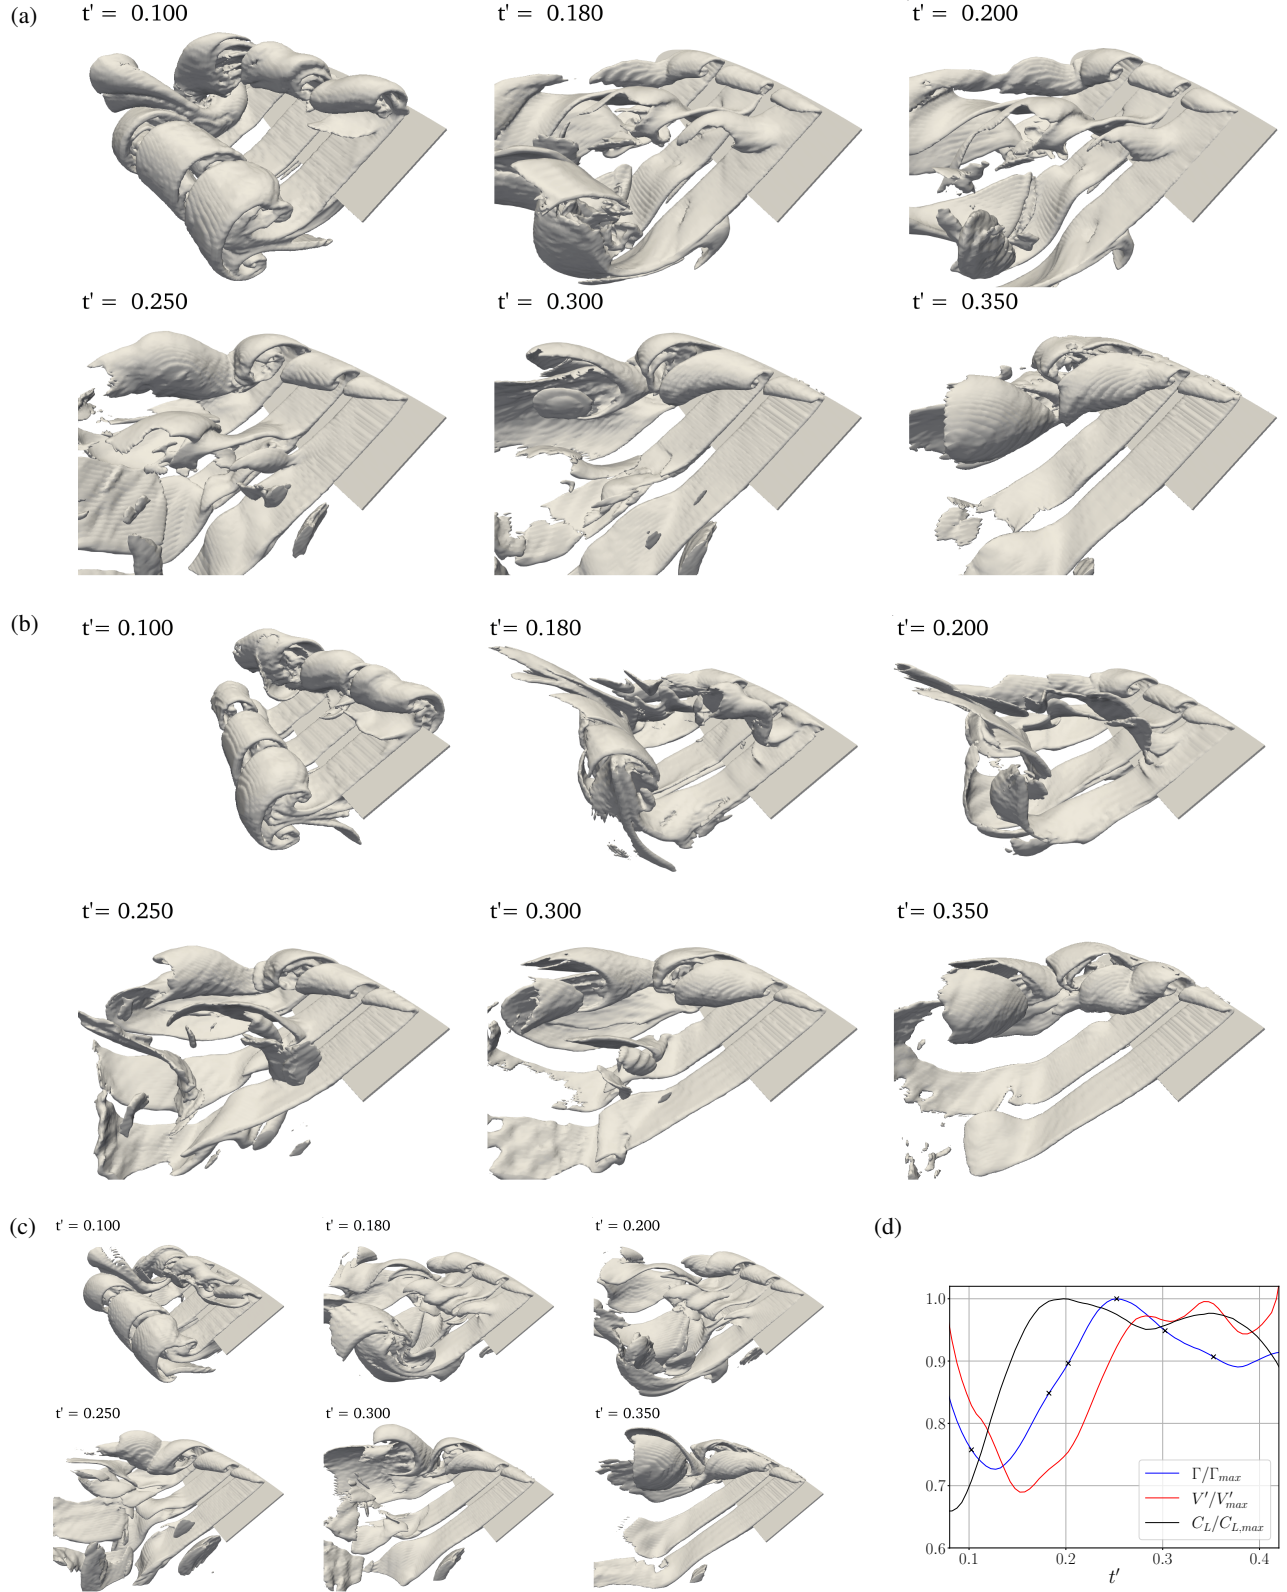 (a)
t' = 0.100
t' = 0.180
t' = 0.200
t' = 0.250
t' = 0.300
t' = 0.350
(b)
t'= 0.100
t'= 0.180
t'= 0.200
t'= 0.250
t'= 0.300
t'= 0.350
(c)
t' = 0.100
t' = 0.180
t' = 0.200
t' = 0.250
t' = 0.300
t' = 0.350
(d)
1.0
0.9
0.8
0.7
0.6
0.1
0.2
0.3
0.4
t'
Γ/Γmax
V'/V'max
CL/CL,max